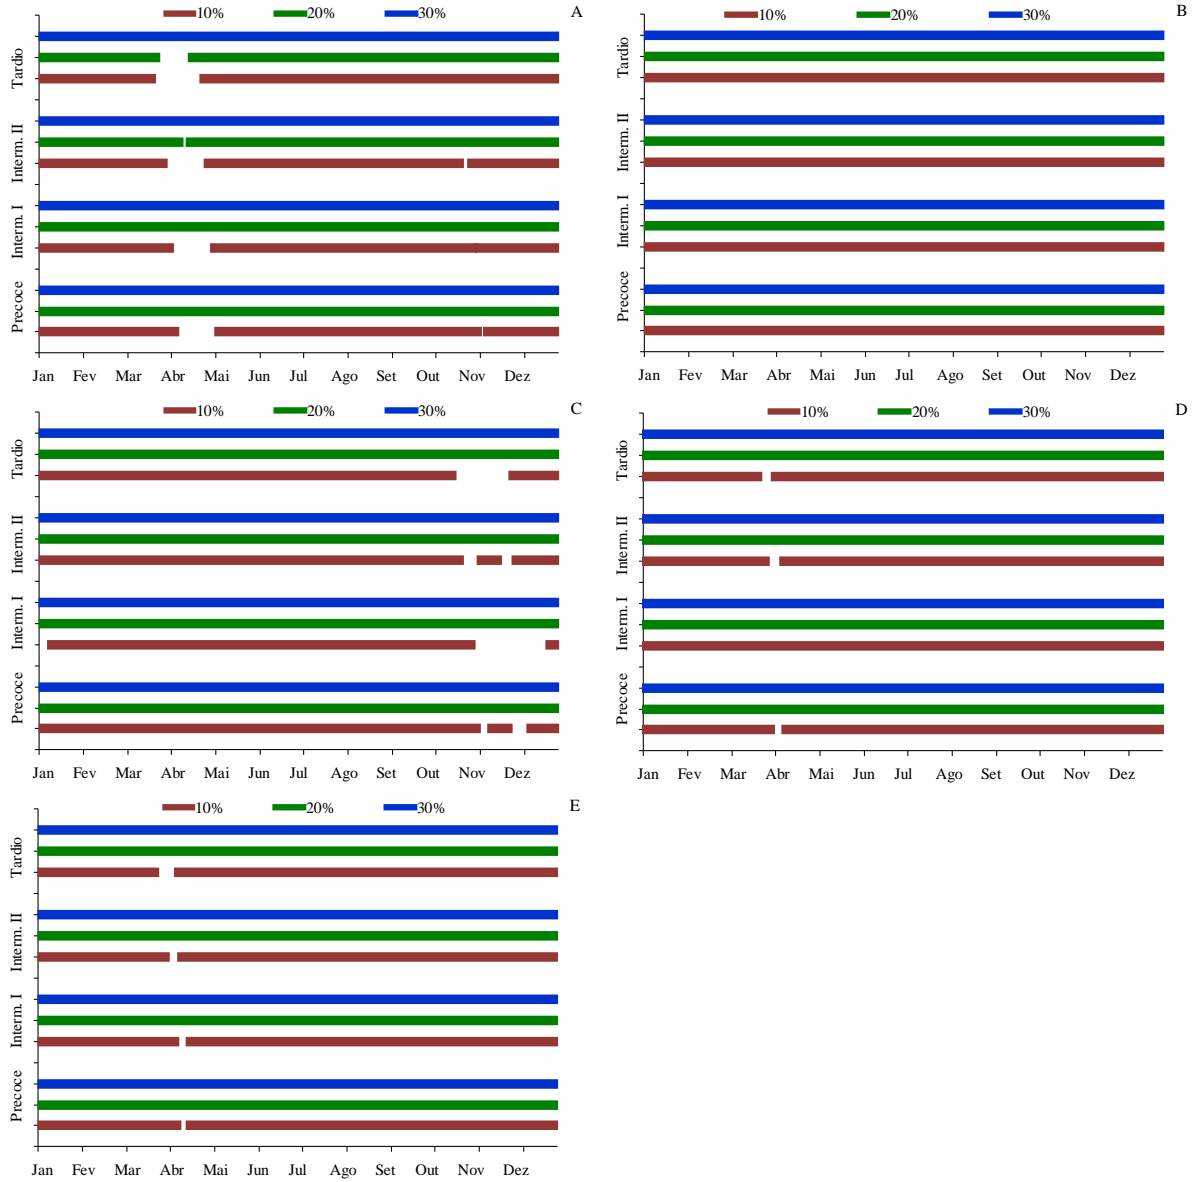 10% 20% 30% A
Tardio
Interm. II
Interm. I
Precoce
Jan Fev Mar Abr Mai Jun Jul Ago Set Out Nov Dez
10% 20% 30% B
Tardio
Interm. II
Interm. I
Precoce
Jan Fev Mar Abr Mai Jun Jul Ago Set Out Nov Dez
10% 20% 30% C
Tardio
Interm. II
Interm. I
Precoce
Jan Fev Mar Abr Mai Jun Jul Ago Set Out Nov Dez
10% 20% 30% D
Tardio
Interm. II
Interm. I
Precoce
Jan Fev Mar Abr Mai Jun Jul Ago Set Out Nov Dez
10% 20% 30% E
Tardio
Interm. II
Interm. I
Precoce
Jan Fev Mar Abr Mai Jun Jul Ago Set Out Nov Dez